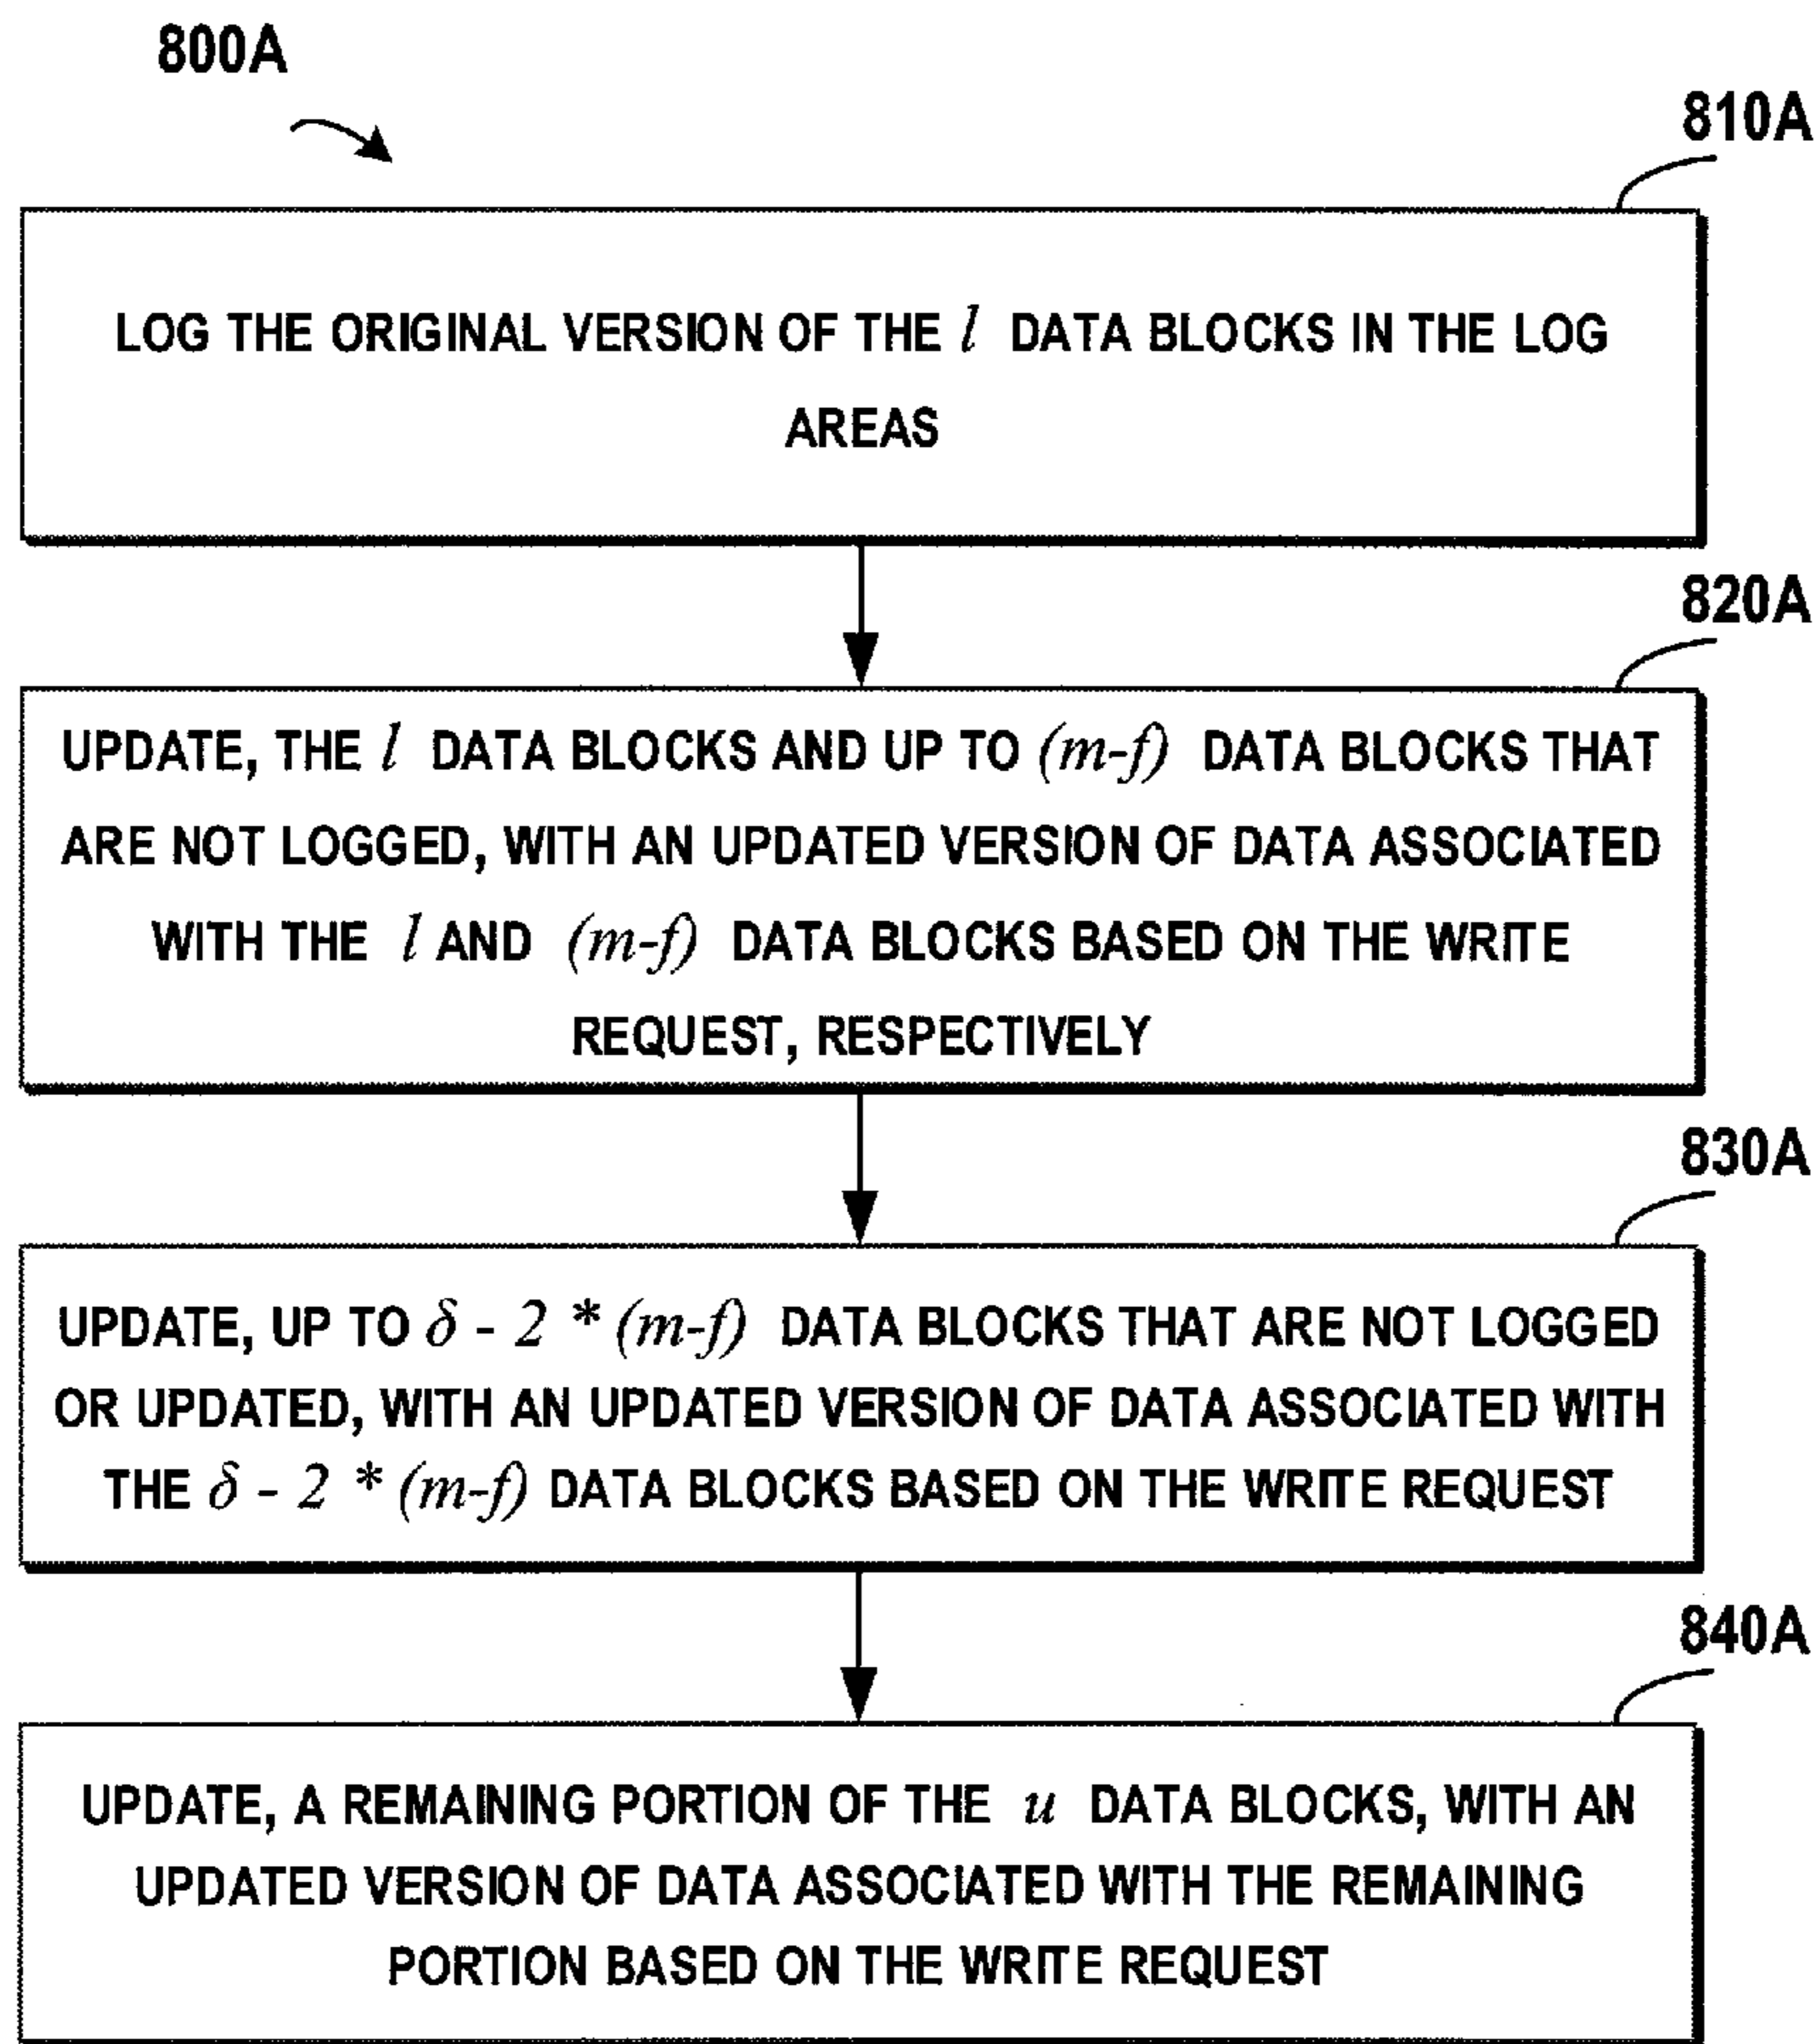 800A
810A
LOG THE ORIGINAL VERSION OF THE l DATA BLOCKS IN THE LOG
AREAS
820A
UPDATE, THE l DATA BLOCKS AND UP TO (m-f) DATA BLOCKS THAT
ARE NOT LOGGED, WITH AN UPDATED VERSION OF DATA ASSOCIATED
WITH THE l AND (m-f) DATA BLOCKS BASED ON THE WRITE
REQUEST, RESPECTIVELY
830A
UPDATE, UP TO δ - 2 * (m-f) DATA BLOCKS THAT ARE NOT LOGGED
OR UPDATED, WITH AN UPDATED VERSION OF DATA ASSOCIATED WITH
THE δ - 2 * (m-f) DATA BLOCKS BASED ON THE WRITE REQUEST
840A
UPDATE, A REMAINING PORTION OF THE u DATA BLOCKS, WITH AN
UPDATED VERSION OF DATA ASSOCIATED WITH THE REMAINING
PORTION BASED ON THE WRITE REQUEST